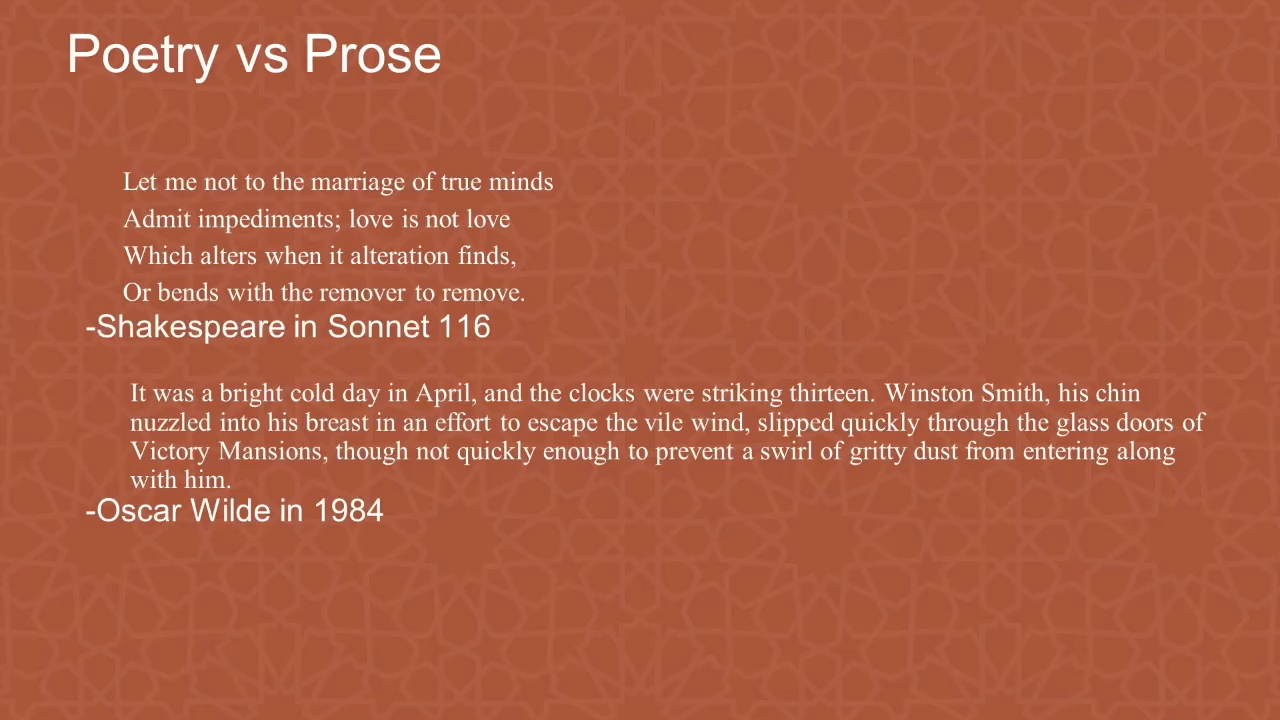 Poetry vs Prose
Let me not to the marriage of true minds
Admit impediments; love is not love
Which alters when it alteration finds,
Or bends with the remover to remove.
-Shakespeare in Sonnet 116
It was a bright cold day in April, and the clocks were striking thirteen. Winston Smith, his chin
nuzzled into his breast in an effort to escape the vile wind, slipped quickly through the glass doors of
Victory Mansions, though not quickly enough to prevent a swirl of gritty dust from entering along
with him.
-Oscar Wilde in 1984